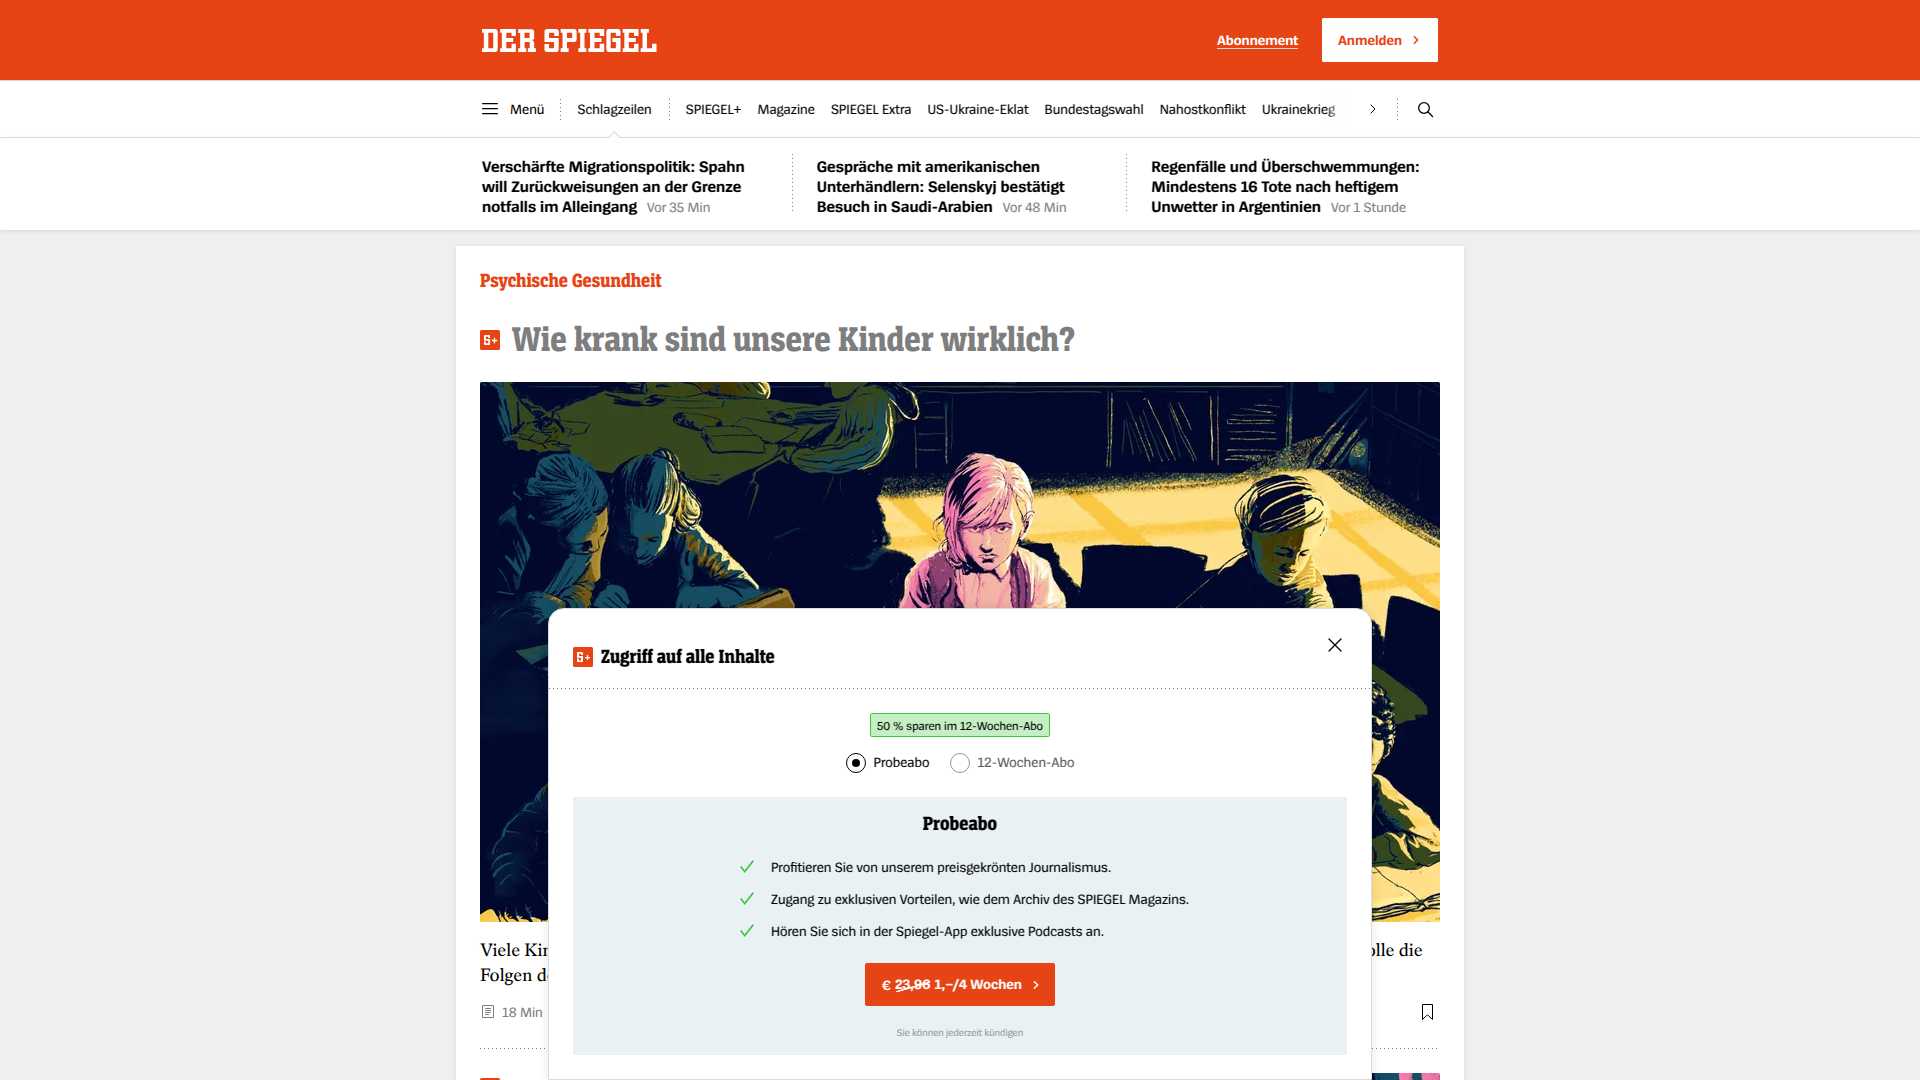 DER SPIEGEL
Abonnement
Anmelden
Menü
Schlagzeilen
SPIEGEL+
Magazine
SPIEGEL Extra
US-Ukraine-Eklat
Bundestagswahl
Nahostkonflikt
Ukrainekrieg
Verschärfte Migrationspolitik: Spahn
will Zurückweisungen an der Grenze
notfalls im Alleingang Vor 35 Min
Gespräche mit amerikanischen
Unterhändlern: Selenskyj bestätigt
Besuch in Saudi-Arabien Vor 48 Min
Regenfälle und Überschwemmungen:
Mindestens 16 Tote nach heftigem
Unwetter in Argentinien Vor 1 Stunde
Psychische Gesundheit
S+ Wie krank sind unsere Kinder wirklich?
S+ Zugriff auf alle Inhalte
50 % sparen im 12-Wochen-Abo
Probeabo
12-Wochen-Abo
Probeabo
Profitieren Sie von unserem preisgekrönten Journalismus.
Zugang zu exklusiven Vorteilen, wie dem Archiv des SPIEGEL Magazins.
Hören Sie sich in der Spiegel-App exklusive Podcasts an.
€ 23,96 1,–/4 Wochen
Sie können jederzeit kündigen
Viele
die
Folgen
18 Min